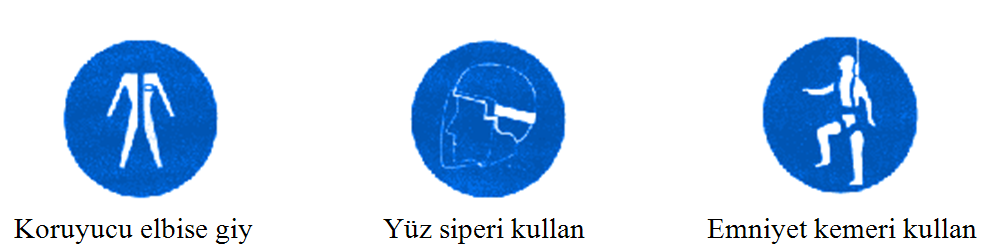 Koruyucu elbise giy
Yüz siperi kullan
Emniyet kemeri kullan